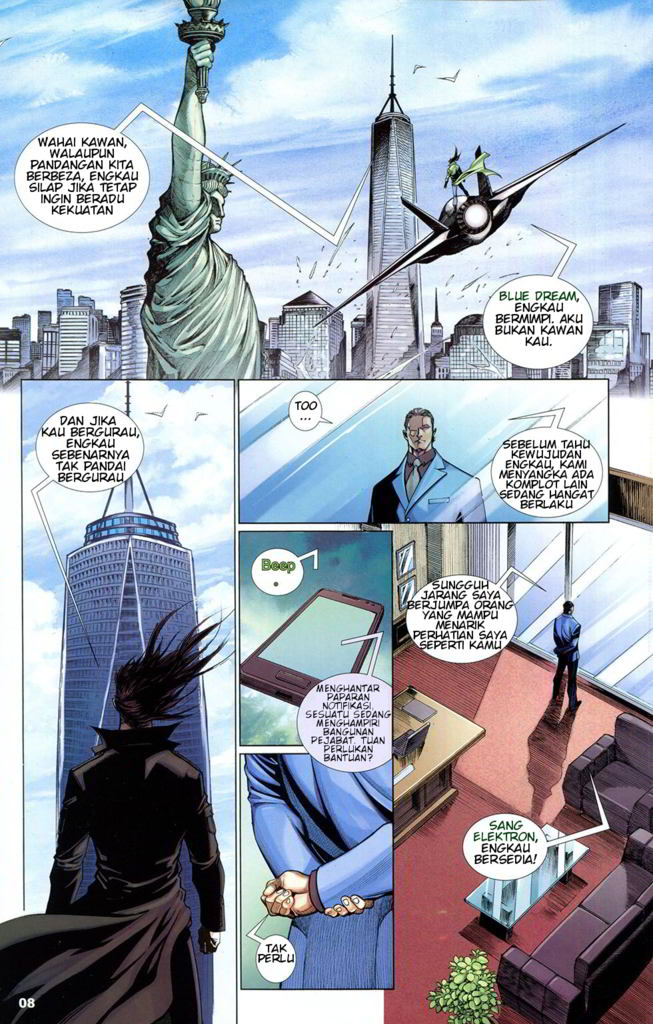 WAHAI KAWAN,
WALAUPUN
PANDANGAN KITA
BERBEZA, ENGKAU
SILAP JIKA TETAP
INGIN BERADU
KEKUATAN
BLUE DREAM,
ENGKAU
BERMIMPI. AKU
BUKAN KAWAN
KAU.
DAN JIKA
KAU BERGURAU,
ENGKAU
SEBENARNYA
TAK PANDAI
BERGURAU
TOO
...
SEBELUM TAHU
KEWUJUDAN
ENGKAU, KAMI
MENYANGKA ADA
KOMPLOT LAIN
SEDANG HANGAT
BERLAKU
Beep
MENGHANTAR
PAPARAN
NOTIFIKASI.
SESUATU SEDANG
MENGHAMPIRI
BANGUNAN
PEJABAT. TUAN
PERLUKAN
BANTUAN?
TAK
PERLU
SUNGGUH
JARANG SAYA
BERJUMPA ORANG
YANG MAMPU
MENARIK
PERHATIAN SAYA
SEPERTI KAMU
SANG
ELEKTRON,
ENGKAU
BERSEDIA!
08